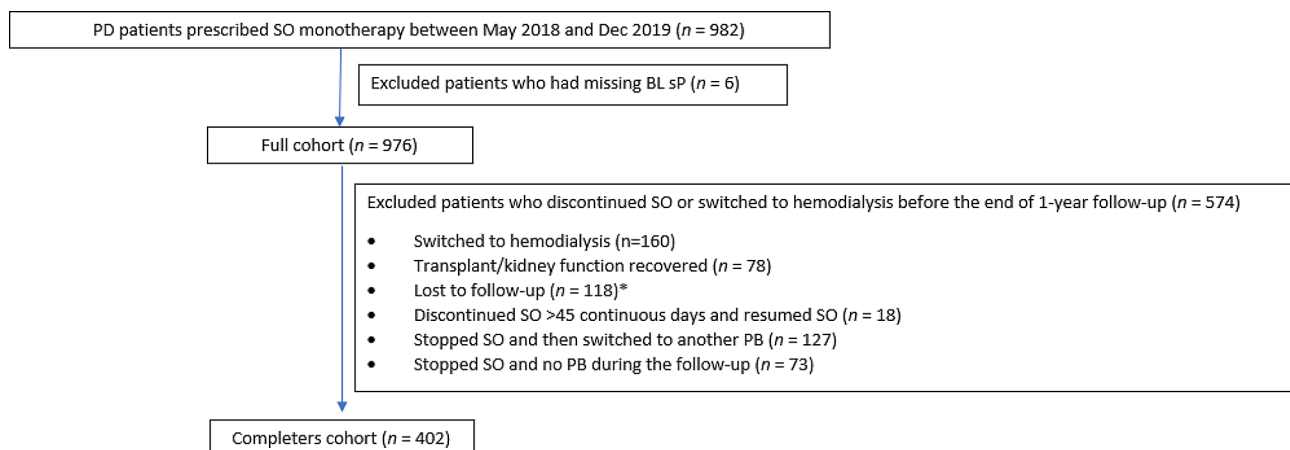 PD patients prescribed SO monotherapy between May 2018 and Dec 2019 (n = 982)
Excluded patients who had missing BL sP (n = 6)
Full cohort (n = 976)
Excluded patients who discontinued SO or switched to hemodialysis before the end of 1-year follow-up (n = 574)
• Switched to hemodialysis (n=160)
• Transplant/kidney function recovered (n = 78)
• Lost to follow-up (n = 118)*
• Discontinued SO >45 continuous days and resumed SO (n = 18)
• Stopped SO and then switched to another PB (n = 127)
• Stopped SO and no PB during the follow-up (n = 73)
Completers cohort (n = 402)